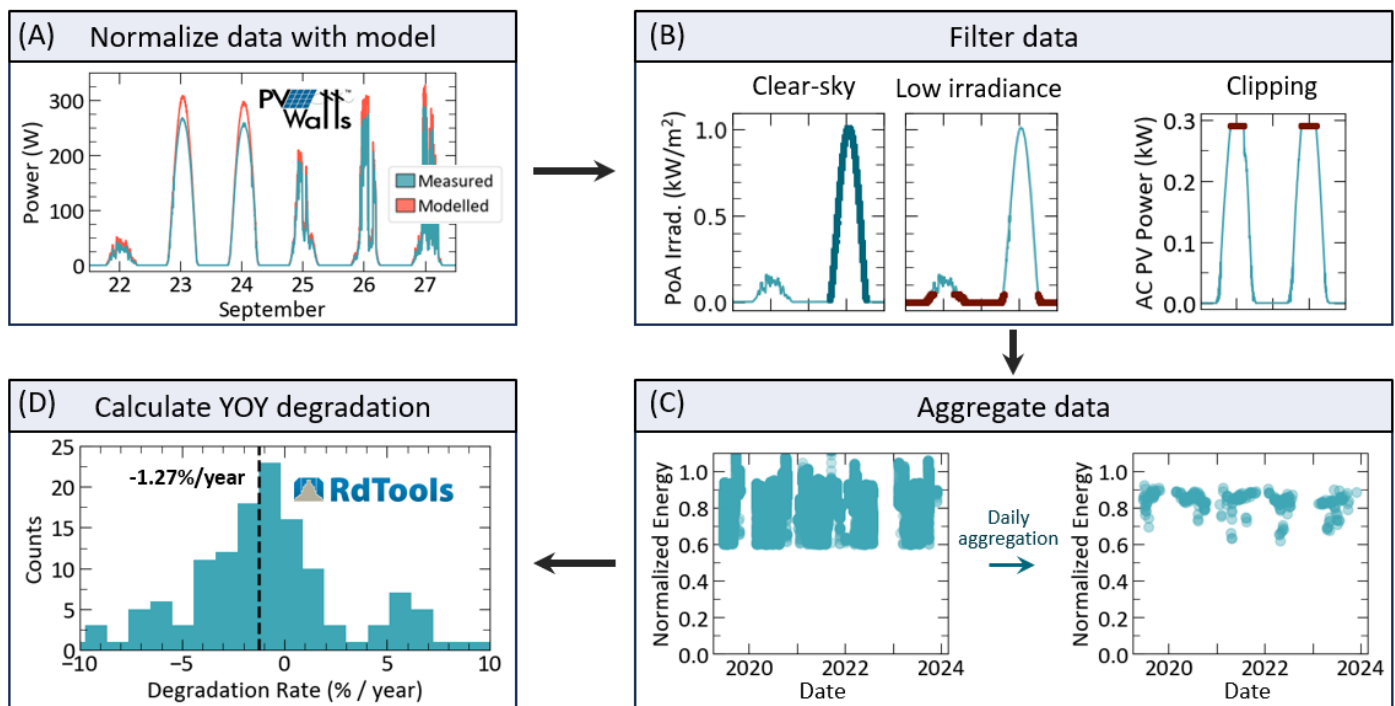 (A) Normalize data with model
300
200
100
0
Power (W)
PVWatts™
Measured
Modelled
22 23 24 25 26 27
September
(B) Filter data
Clear-sky Low irradiance Clipping
1.0
0.5
0.0
PoA Irrad. (kW/m²)
0.3
0.2
0.1
0.0
AC PV Power (kW)
(D) Calculate YOY degradation
25
20
15
10
5
0
Counts
-1.27%/year
RdTools
−10 −5 0 5 10
Degradation Rate (% / year)
(C) Aggregate data
1.0
0.8
0.6
0.4
0.2
0.0
Normalized Energy
2020 2022 2024
Date
Daily
aggregation
1.0
0.8
0.6
0.4
0.2
0.0
Normalized Energy
2020 2022 2024
Date